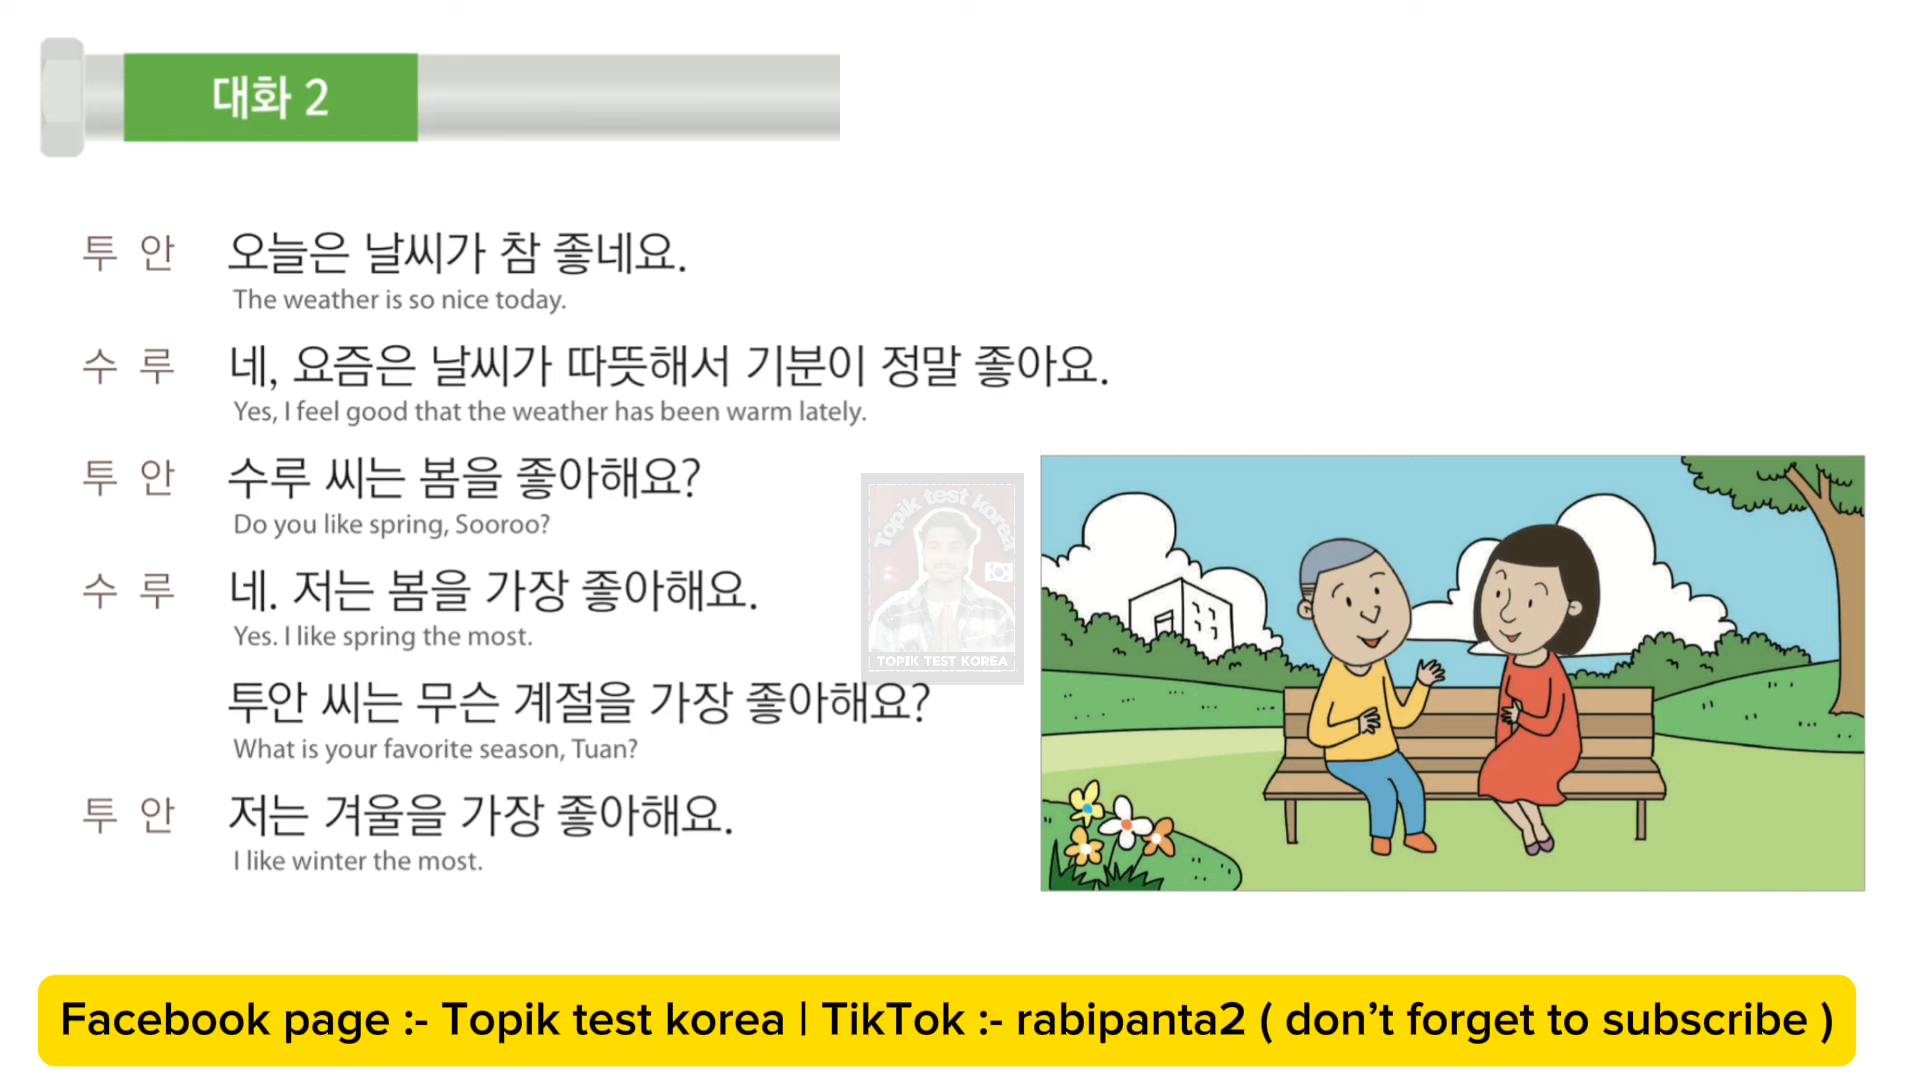 대화 2
투 안 오늘은 날씨가 참 좋네요.
The weather is so nice today.
수 루 네, 요즘은 날씨가 따뜻해서 기분이 정말 좋아요.
Yes, I feel good that the weather has been warm lately.
투 안 수루 씨는 봄을 좋아해요?
Do you like spring, Sooroo?
수 루 네. 저는 봄을 가장 좋아해요.
Yes. I like spring the most.
투안 씨는 무슨 계절을 가장 좋아해요?
What is your favorite season, Tuan?
투 안 저는 겨울을 가장 좋아해요.
I like winter the most.
Topik test korea
TOPIK TEST KOREA
Facebook page :- Topik test korea | TikTok :- rabipanta2 ( don’t forget to subscribe )